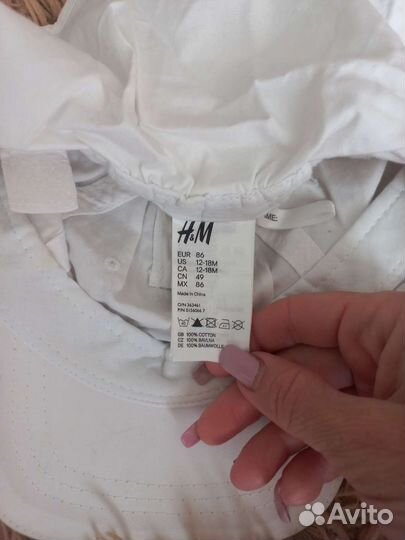 H&M
EUR 86
US 12-18M
CA 12-18M
CN 49
MX 86
Made in China
GB 100% COTTON
CZ 100% BAVLNA
DE 100% BAUMWOLLE
Avito